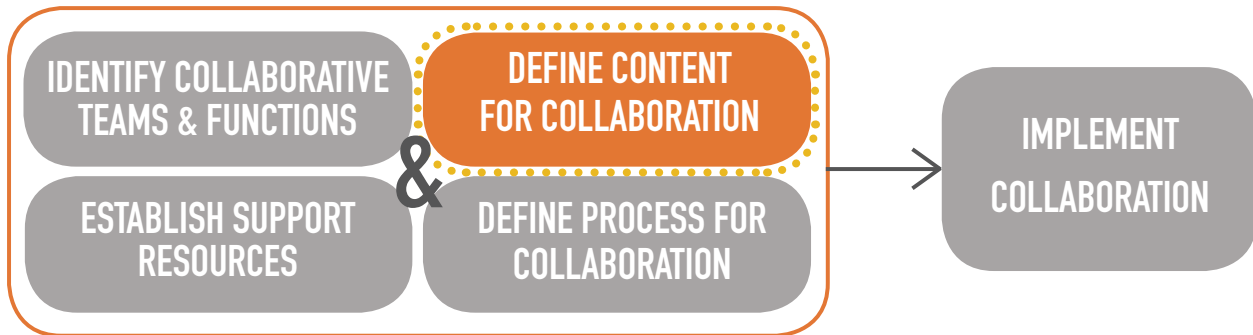 IDENTIFY COLLABORATIVE
TEAMS & FUNCTIONS
DEFINE CONTENT
FOR COLLABORATION
&
ESTABLISH SUPPORT
RESOURCES
DEFINE PROCESS FOR
COLLABORATION
IMPLEMENT
COLLABORATION